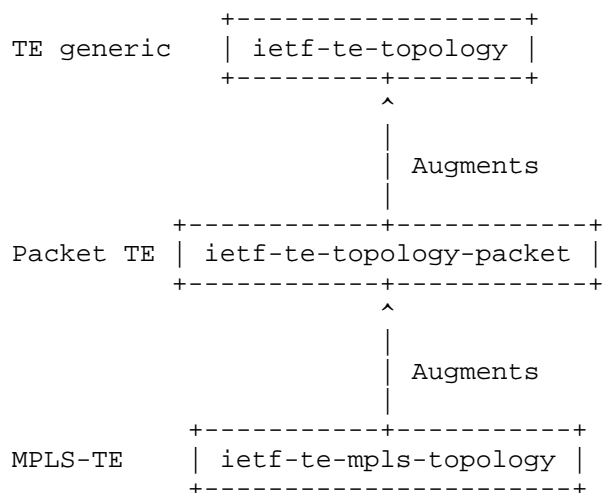 TE generic ietf-te-topology
Augments
Packet TE ietf-te-topology-packet
Augments
MPLS-TE ietf-te-mpls-topology